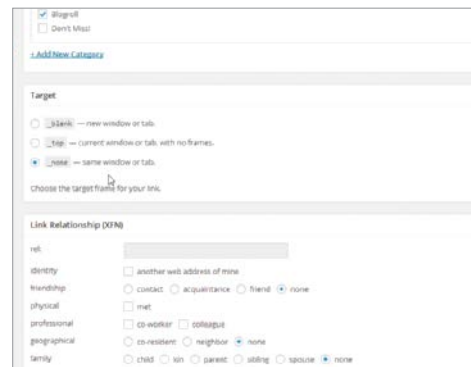 Blogroll
Don't Miss!
+ Add New Category
Target
_blank — new window or tab.
_top — current window or tab with no frames.
_none — same window or tab.
Choose the target frame for your link.
Link Relationship (XFN)
rel:
identity another web address of mine
friendship contact acquaintance friend none
physical met
professional co-worker colleague
geographical co-resident neighbor none
family child kin parent sibling spouse none